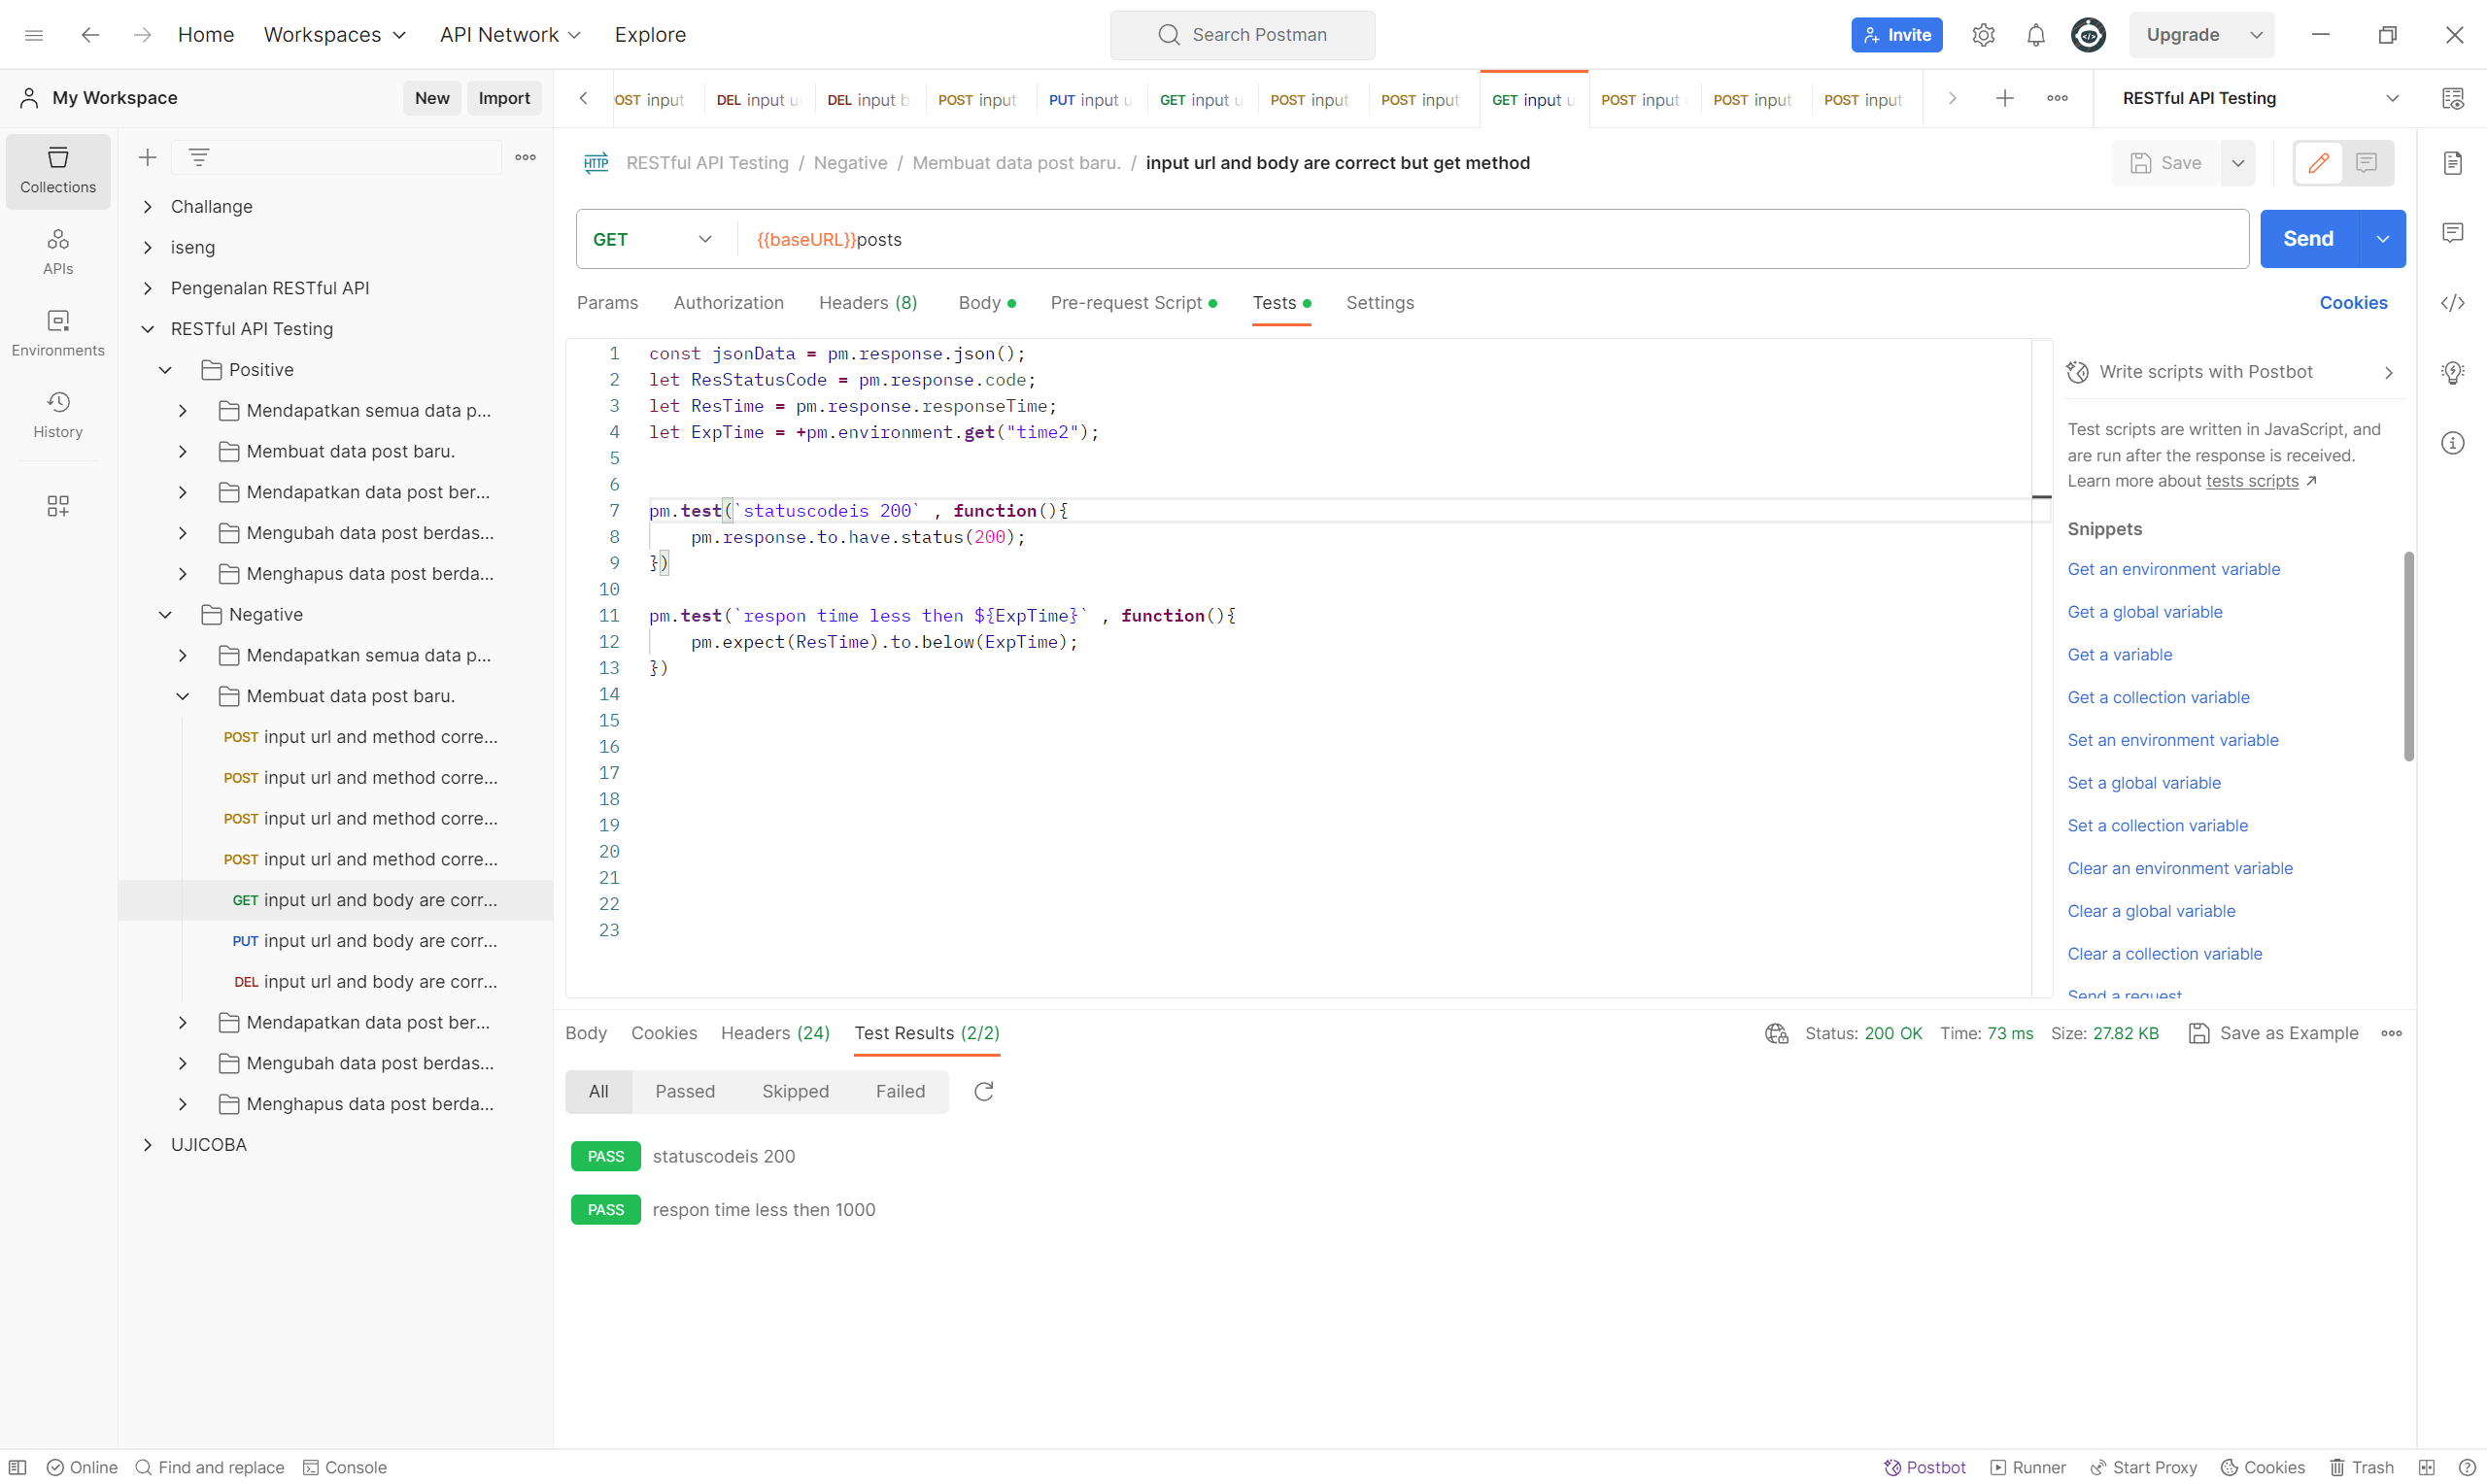 Home
Workspaces
API Network
Explore
Search Postman
Invite
Upgrade
My Workspace
New
Import
OST input
DEL input u
DEL input b
POST input
PUT input u
GET input u
POST input
POST input
GET input u
POST input
POST input
POST input
RESTful API Testing
Collections
APIs
Environments
History
Challange
iseng
Pengenalan RESTful API
RESTful API Testing
Positive
Mendapatkan semua data p...
Membuat data post baru.
Mendapatkan data post ber...
Mengubah data post berdas...
Menghapus data post berda...
Negative
Mendapatkan semua data p...
Membuat data post baru.
POST input url and method corre...
POST input url and method corre...
POST input url and method corre...
POST input url and method corre...
GET input url and body are corr...
PUT input url and body are corr...
DEL input url and body are corr...
Mendapatkan data post ber...
Mengubah data post berdas...
Menghapus data post berda...
UJICOBA
HTTP
RESTful API Testing / Negative / Membuat data post baru. / input url and body are correct but get method
Save
GET
{{baseURL}}posts
Send
Params
Authorization
Headers (8)
Body
Pre-request Script
Tests
Settings
Cookies
1 const jsonData = pm.response.json();
2 let ResStatusCode = pm.response.code;
3 let ResTime = pm.response.responseTime;
4 let ExpTime = +pm.environment.get("time2");
5
6
7 pm.test(`statuscodeis 200` , function(){
8 pm.response.to.have.status(200);
9 })
10
11 pm.test(`respon time less then ${ExpTime}` , function(){
12 pm.expect(ResTime).to.below(ExpTime);
13 })
14
15
16
17
18
19
20
21
22
23
Write scripts with Postbot
Test scripts are written in JavaScript, and
are run after the response is received.
Learn more about tests scripts ↗
Snippets
Get an environment variable
Get a global variable
Get a variable
Get a collection variable
Set an environment variable
Set a global variable
Set a collection variable
Clear an environment variable
Clear a global variable
Clear a collection variable
Send a request
Body
Cookies
Headers (24)
Test Results (2/2)
Status: 200 OK
Time: 73 ms
Size: 27.82 KB
Save as Example
All
Passed
Skipped
Failed
PASS statuscodeis 200
PASS respon time less then 1000
Online
Find and replace
Console
Postbot
Runner
Start Proxy
Cookies
Trash